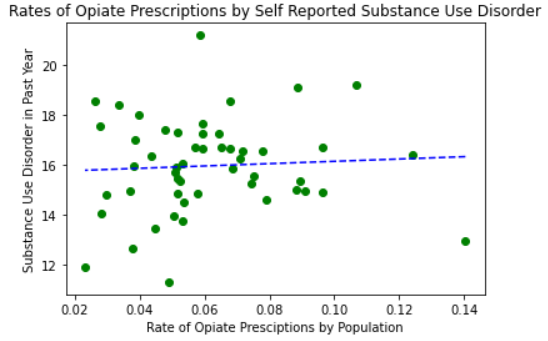 Rates of Opiate Prescriptions by Self Reported Substance Use Disorder
Substance Use Disorder in Past Year
20
18
16
14
12
0.02 0.04 0.06 0.08 0.10 0.12 0.14
Rate of Opiate Presciptions by Population